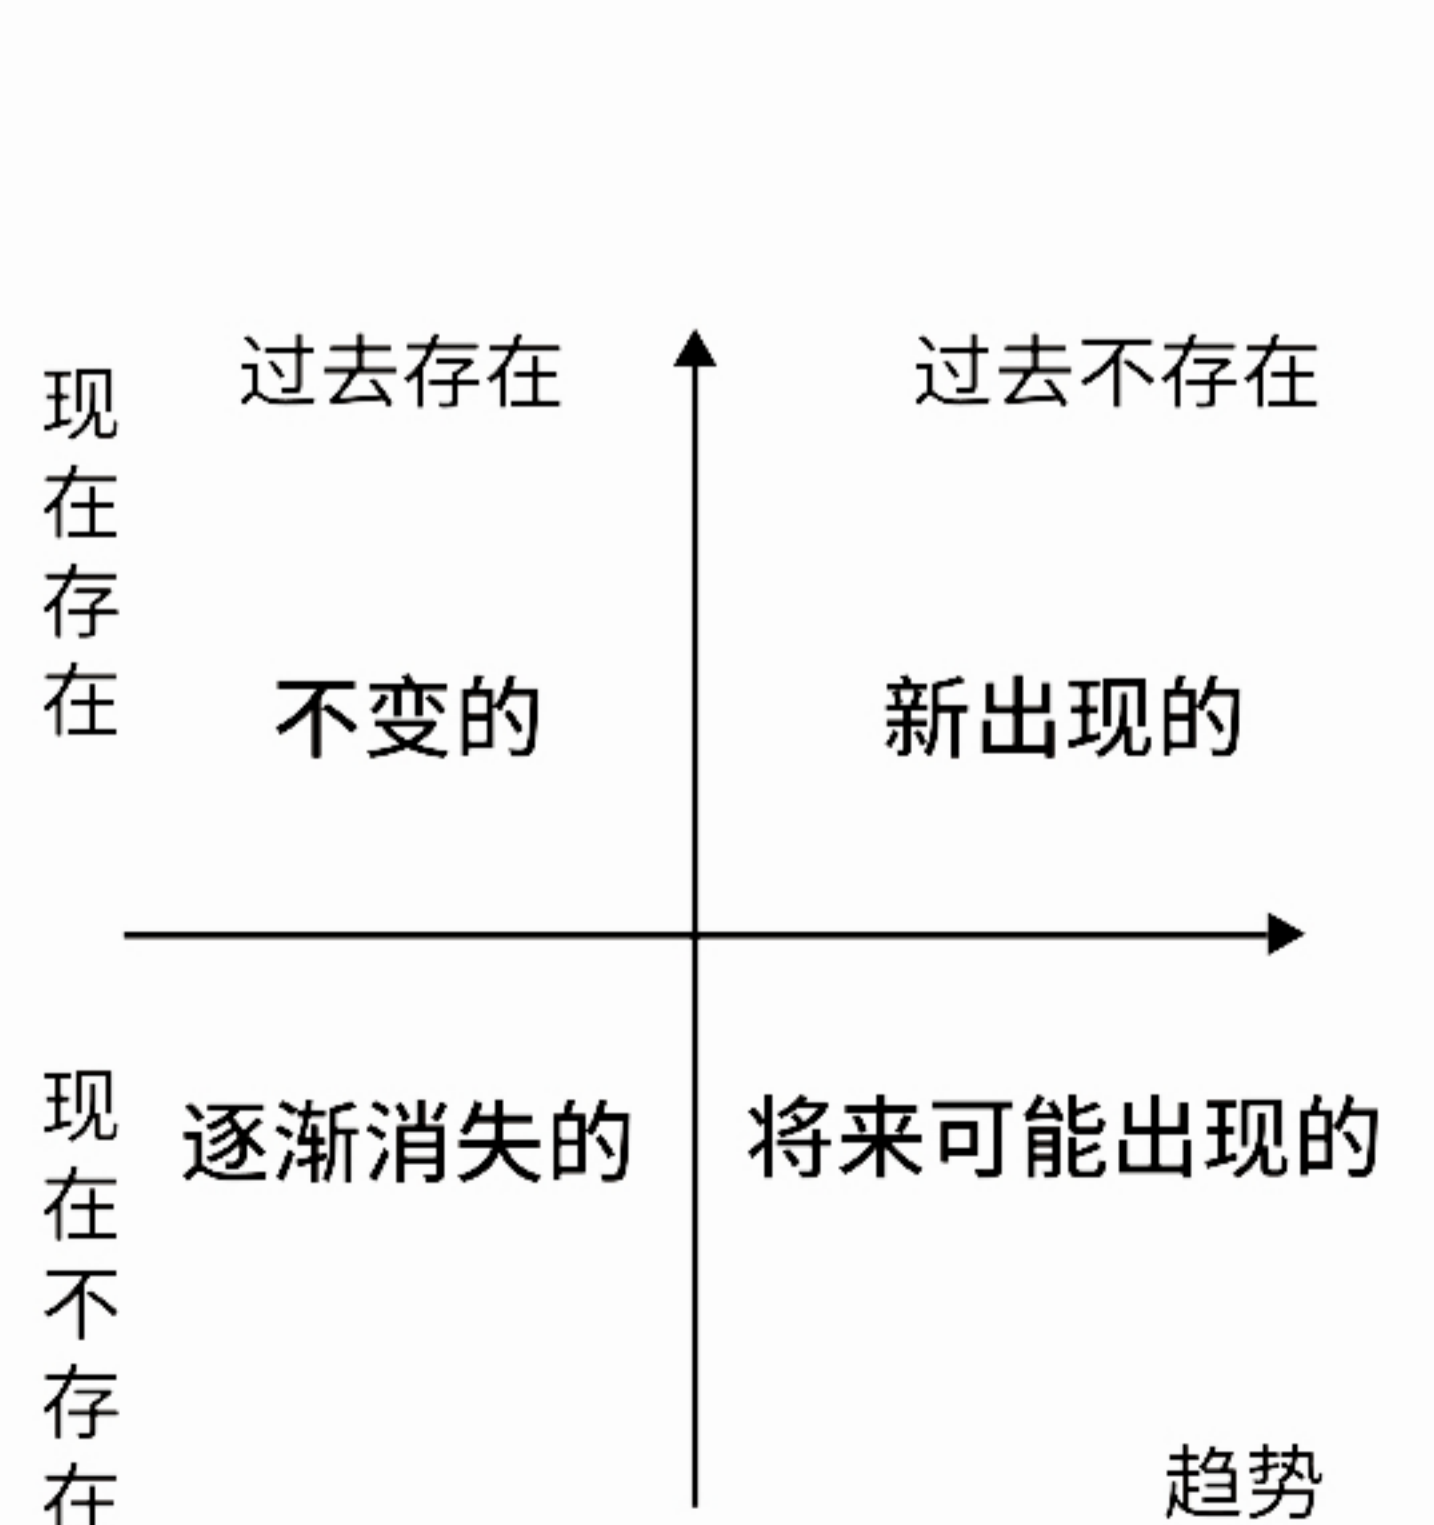 过去存在
过去不存在
现在存在
不变的
新出现的
现在不存在
逐渐消失的
将来可能出现的
趋势